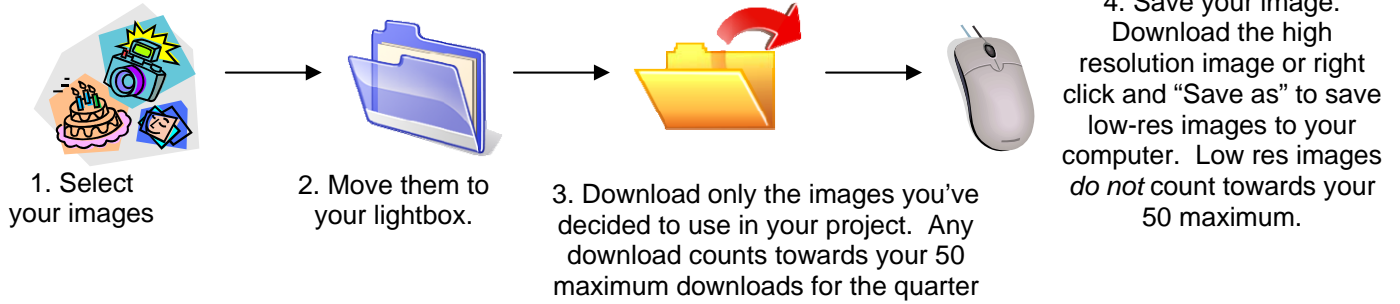 1. Select
your images
2. Move them to
your lightbox.
3. Download only the images you’ve
decided to use in your project.  Any
download counts towards your 50
maximum downloads for the quarter
4. Save your image.
Download the high
resolution image or right
click and “Save as” to save
low-res images to your
computer.  Low res images
do not count towards your
50 maximum.